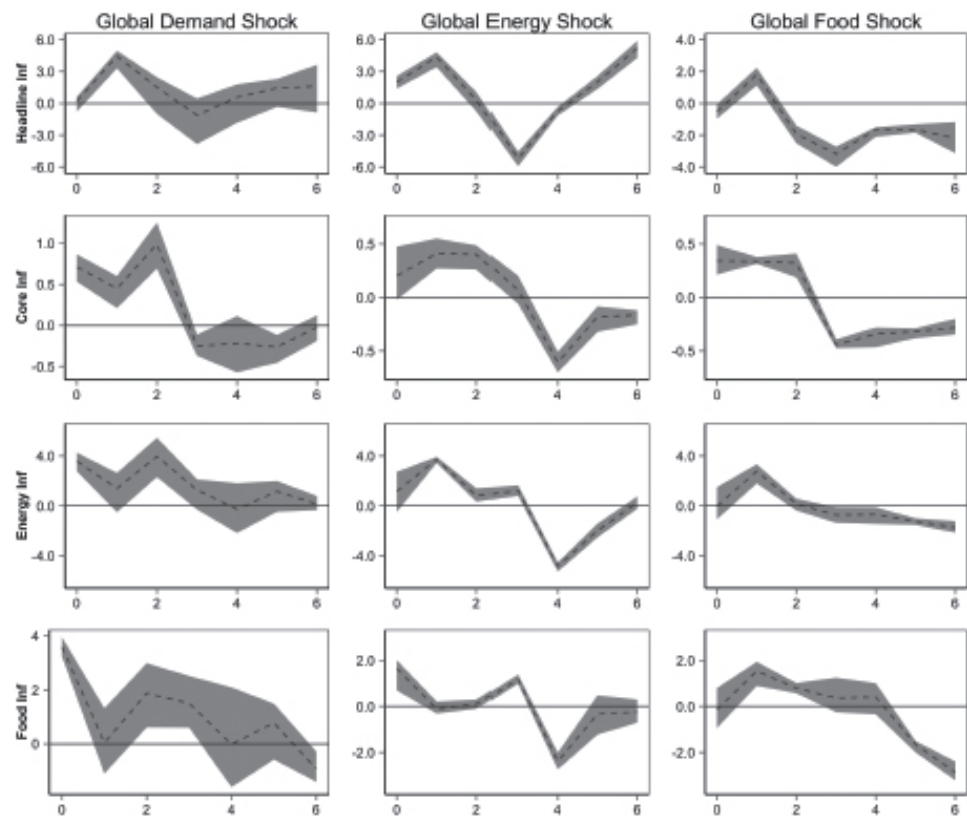 Global Demand Shock Global Energy Shock Global Food Shock
Headline Inf
6.0 6.0 4.0
3.0 3.0 2.0
0.0 0.0 0.0
-3.0 -3.0 -2.0
-6.0 -6.0 -4.0
0 2 4 6 0 2 4 6 0 2 4 6
Core Inf
1.0 0.5 0.5
0.5 0.0 0.0
0.0 -0.5 -0.5
-0.5
0 2 4 6 0 2 4 6 0 2 4 6
Energy Inf
4.0 4.0 4.0
0.0 0.0 0.0
-4.0 -4.0 -4.0
0 2 4 6 0 2 4 6 0 2 4 6
Food Inf
4 2.0 2.0
2 0.0 0.0
0 -2.0 -2.0
0 2 4 6 0 2 4 6 0 2 4 6